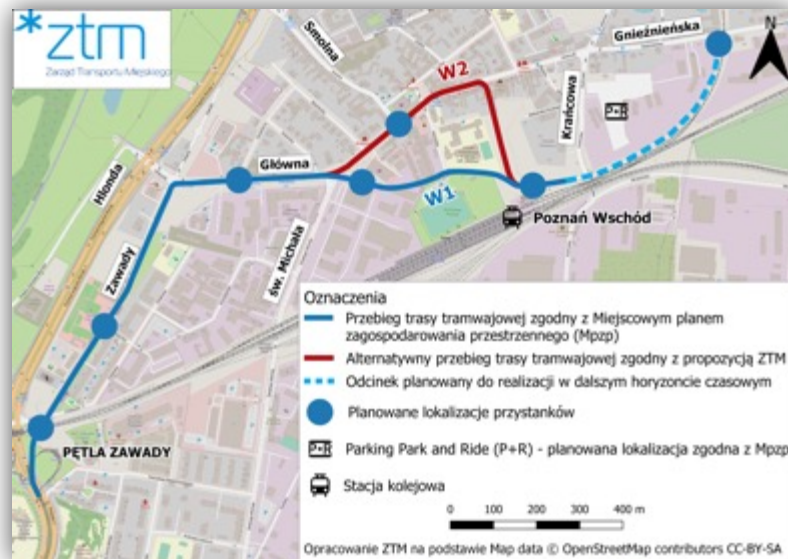 *ztm
Zarząd Transportu Miejskiego
Smolna
W2
Gnieźnieńska
N
Krańcowa
P+R
Hlonda
Główna
W1
Poznań Wschód
Zawady
św. Michała
PĘTLA ZAWADY
Oznaczenia
Przebieg trasy tramwajowej zgodny z Miejscowym planem
zagospodarowania przestrzennego (Mpzp)
Alternatywny przebieg trasy tramwajowej zgodny z propozycją ZTM
Odcinek planowany do realizacji w dalszym horyzoncie czasowym
Planowane lokalizacje przystanków
P+R
Parking Park and Ride (P+R) - planowana lokalizacja zgodna z Mpzp
Stacja kolejowa
0 100 200 300 400 m
Opracowanie ZTM na podstawie Map data © OpenStreetMap contributors CC-BY-SA